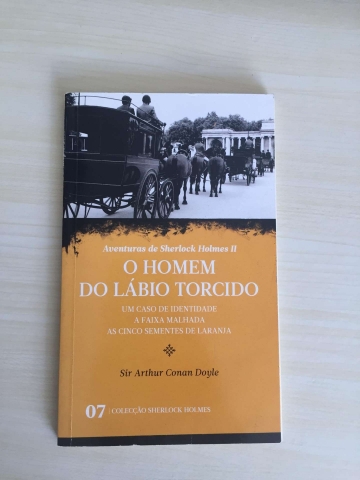 Aventuras de Sherlock Holmes II
O HOMEM
DO LÁBIO TORCIDO
UM CASO DE IDENTIDADE
A FAIXA MALHADA
AS CINCO SEMENTES DE LARANJA
Sir Arthur Conan Doyle
07 | COLECÇÃO SHERLOCK HOLMES